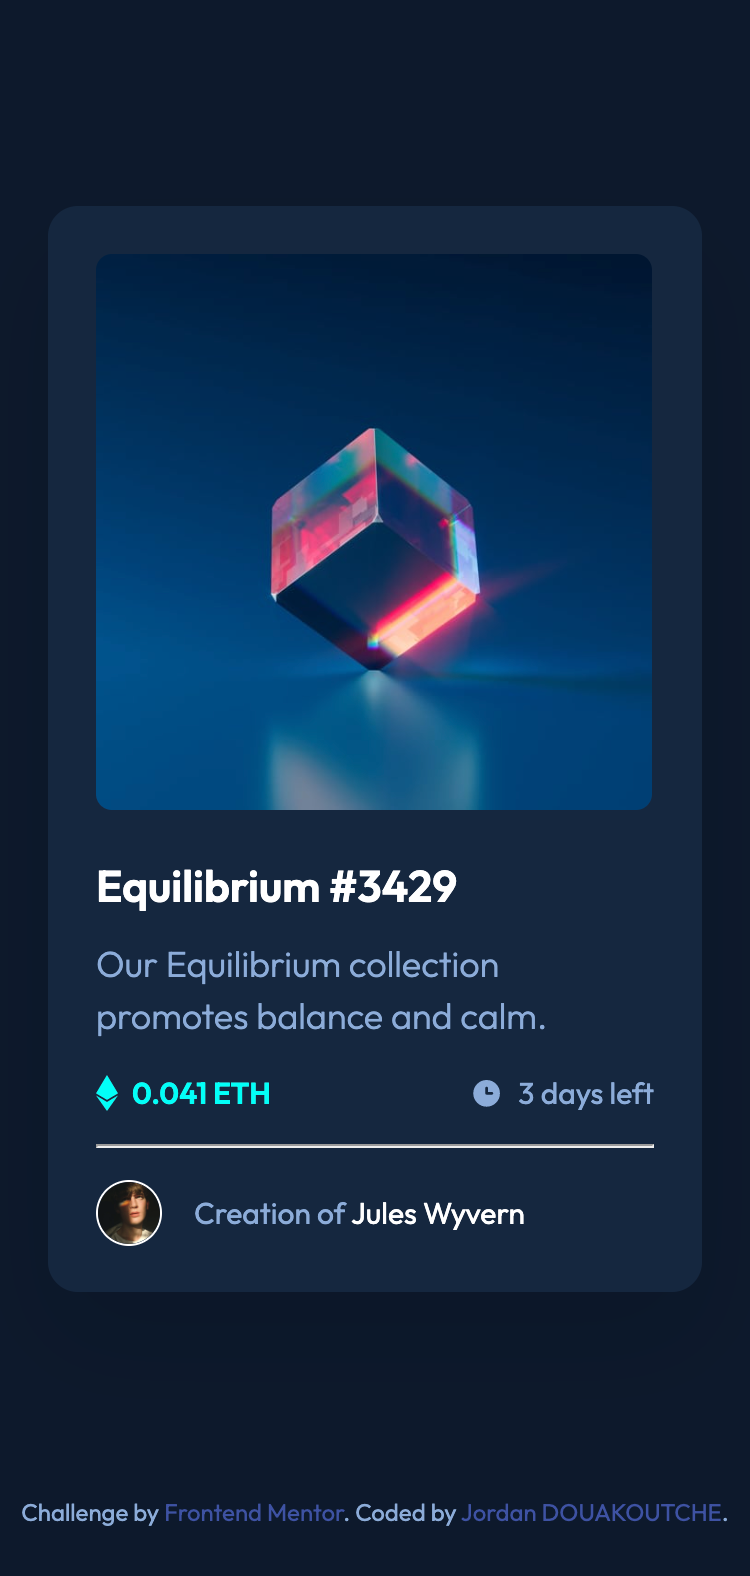 Equilibrium #3429
Our Equilibrium collection
promotes balance and calm.
0.041 ETH
3 days left
Creation of Jules Wyvern
Challenge by Frontend Mentor. Coded by Jordan DOUAKOUTCHE.